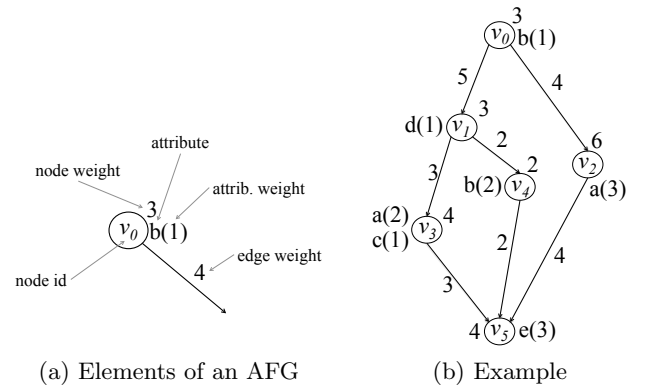 attribute
node weight
3
attrib. weight
v0 b(1)
4
edge weight
node id
(a) Elements of an AFG
3
v0 b(1)
5
4
3
d(1) v1
2
6
v2
a(3)
3
2
b(2) v4
a(2) 4
c(1) v3
2
4
3
4 v5 e(3)
(b) Example